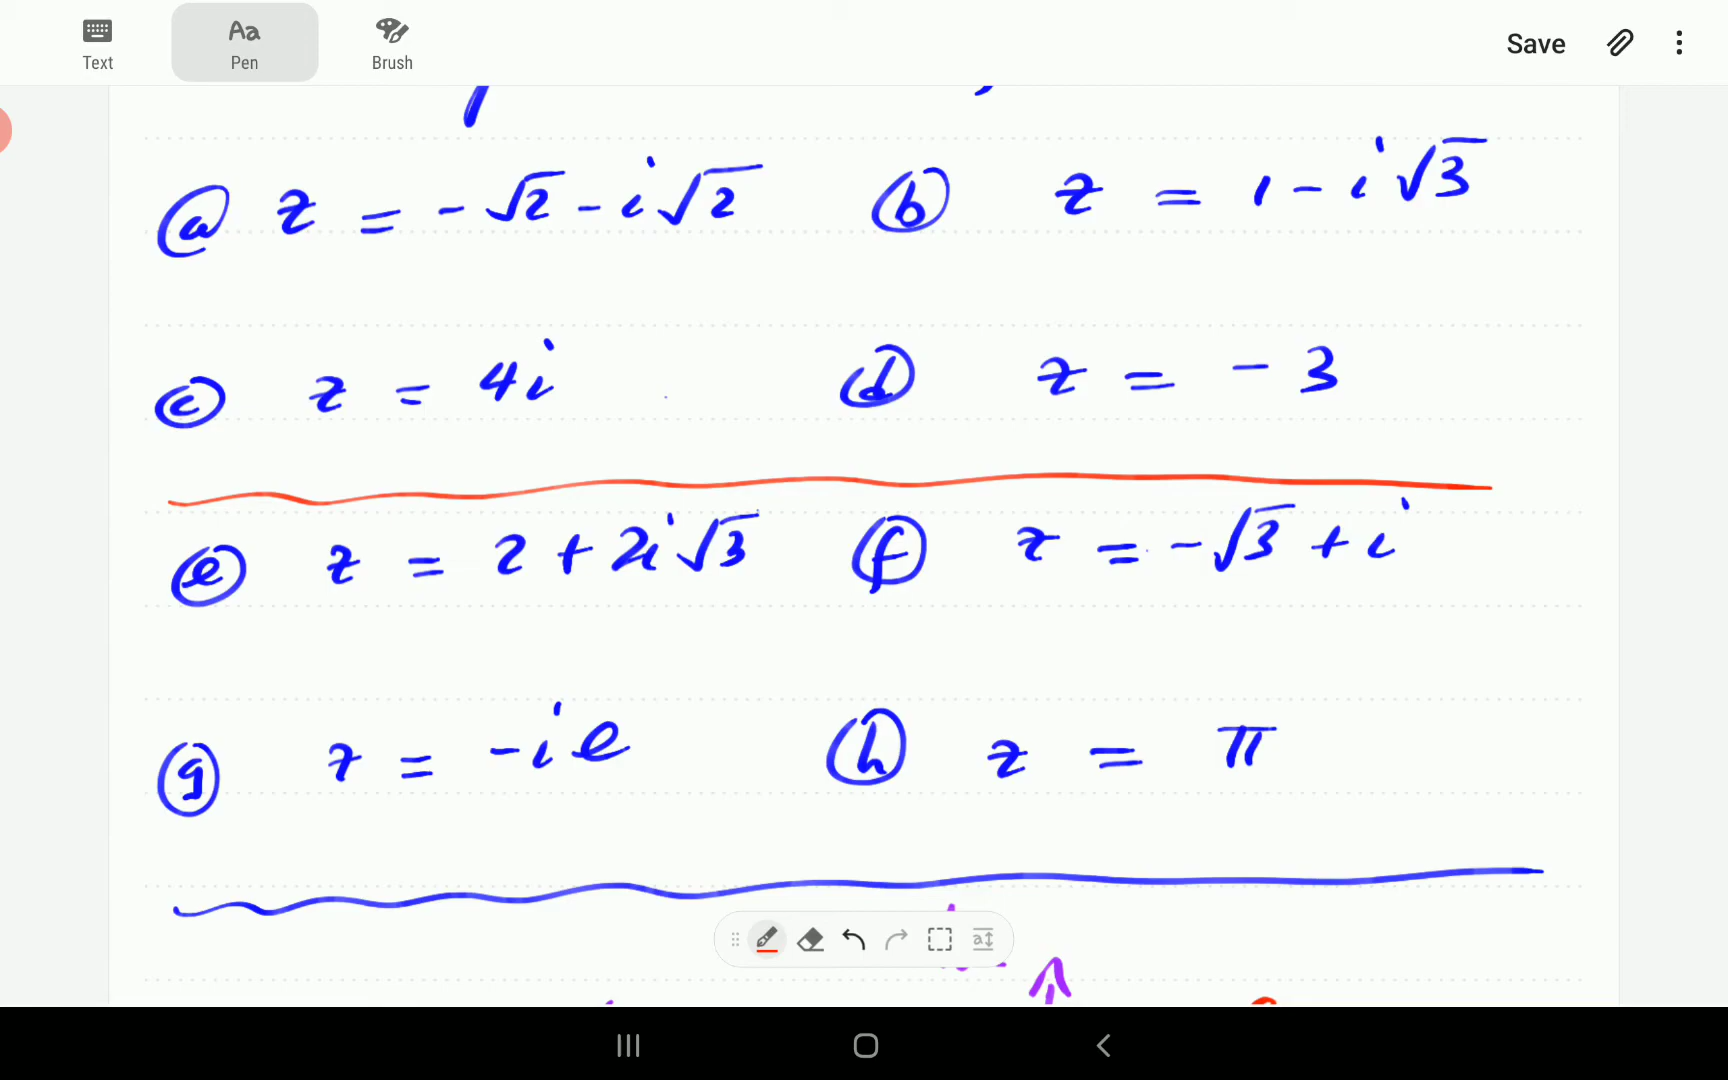 Text Pen Brush Save
ⓐ z = -√2 - i√2 ⓑ z = 1 - i√3
ⓒ z = 4i ⓓ z = -3
ⓔ z = 2 + 2i√3 ⓕ z = -√3 + i
ⓖ z = -ie ⓗ z = π